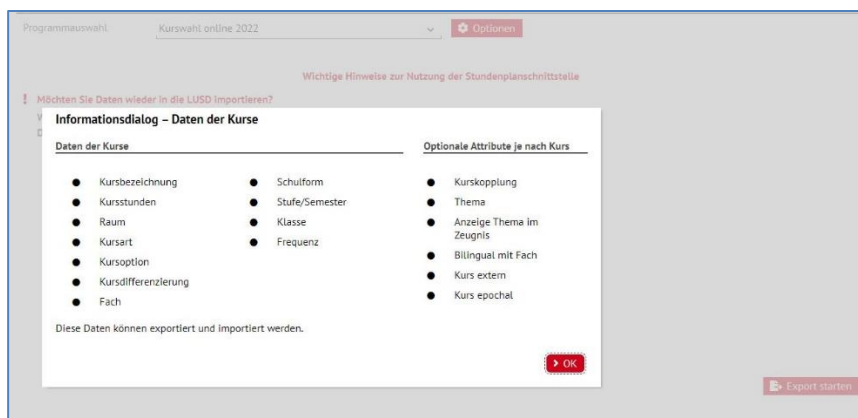 Programmauswahl
Kurswahl online 2022
Optionen
Wichtige Hinweise zur Nutzung der Stundenplanschnittstelle
! Möchten Sie Daten wieder in die LUSD importieren?
Informationsdialog – Daten der Kurse
Daten der Kurse
Kursbezeichnung
Kursstunden
Raum
Kursart
Kursoption
Kursdifferenzierung
Fach
Schulform
Stufe/Semester
Klasse
Frequenz
Optionale Attribute je nach Kurs
Kurskopplung
Thema
Anzeige Thema im
Zeugnis
Bilingual mit Fach
Kurs extern
Kurs epochal
Diese Daten können exportiert und importiert werden.
OK
Export starten